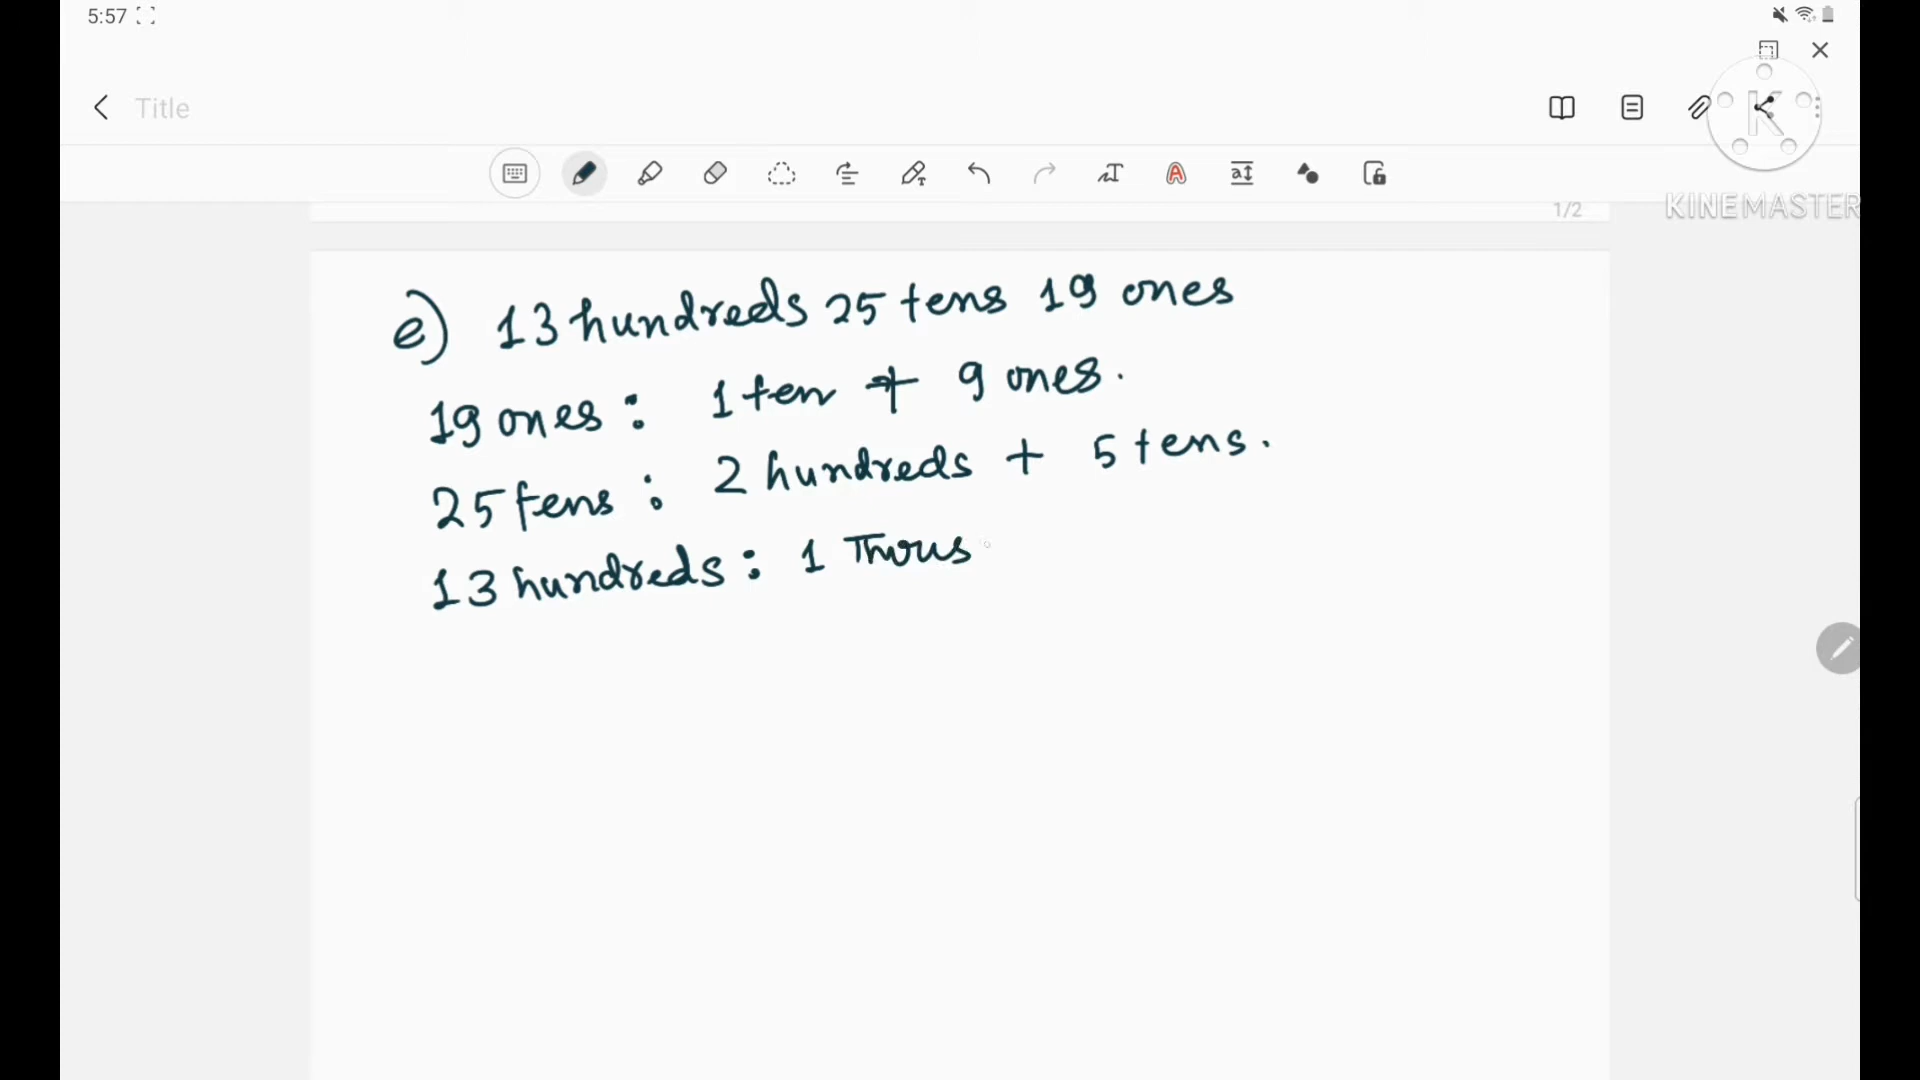 5:57
Title
KINEMASTER
1/2
e) 13 hundreds 25 tens 19 ones
19 ones : 1 ten + 9 ones.
25 tens : 2 hundreds + 5 tens.
13 hundreds : 1 Thous